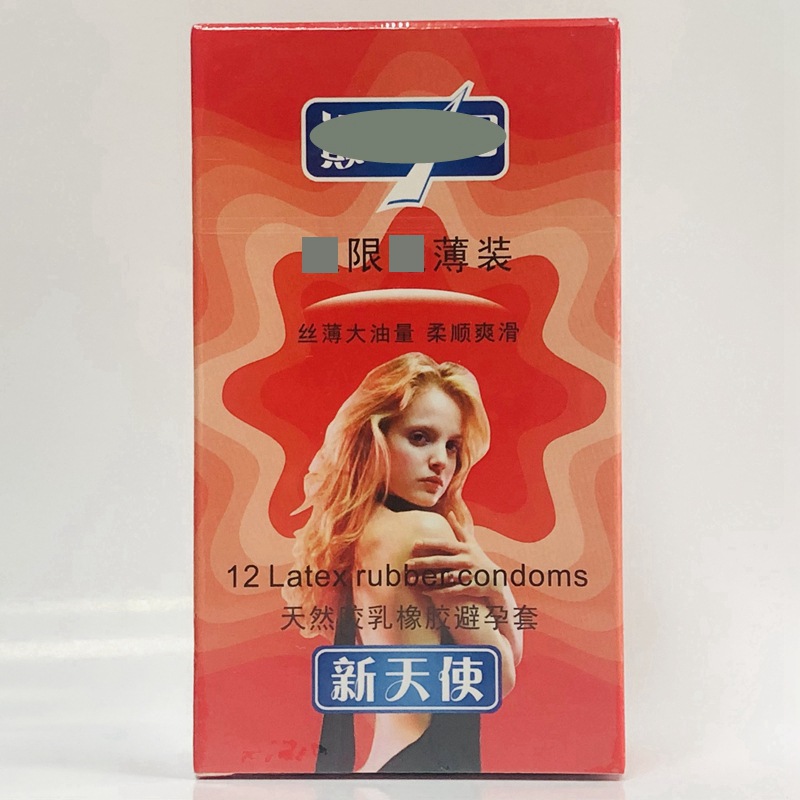 限 薄装
丝薄大油量 柔顺爽滑
12 Latex rubber condoms
天然胶乳橡胶避孕套
新天使